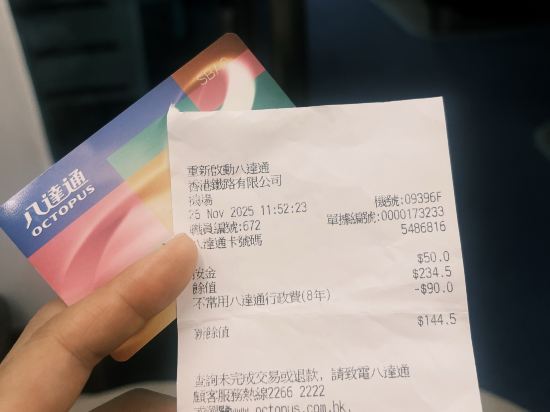 八達通
OCTOPUS
重新啟動八達通
香港鐵路有限公司
機場 機號:09396F
26 Nov 2025 11:52:23 單據編號:0000173233
職員編號:672 5486816
八達通卡號碼
按金 $50.0
餘值 $234.5
不常用八達通行政費(8年) -$90.0
新餘值 $144.5
查詢未完成交易或退款, 請致電八達通
顧客服務熱線2266 2222
www.octopus.com.hk.